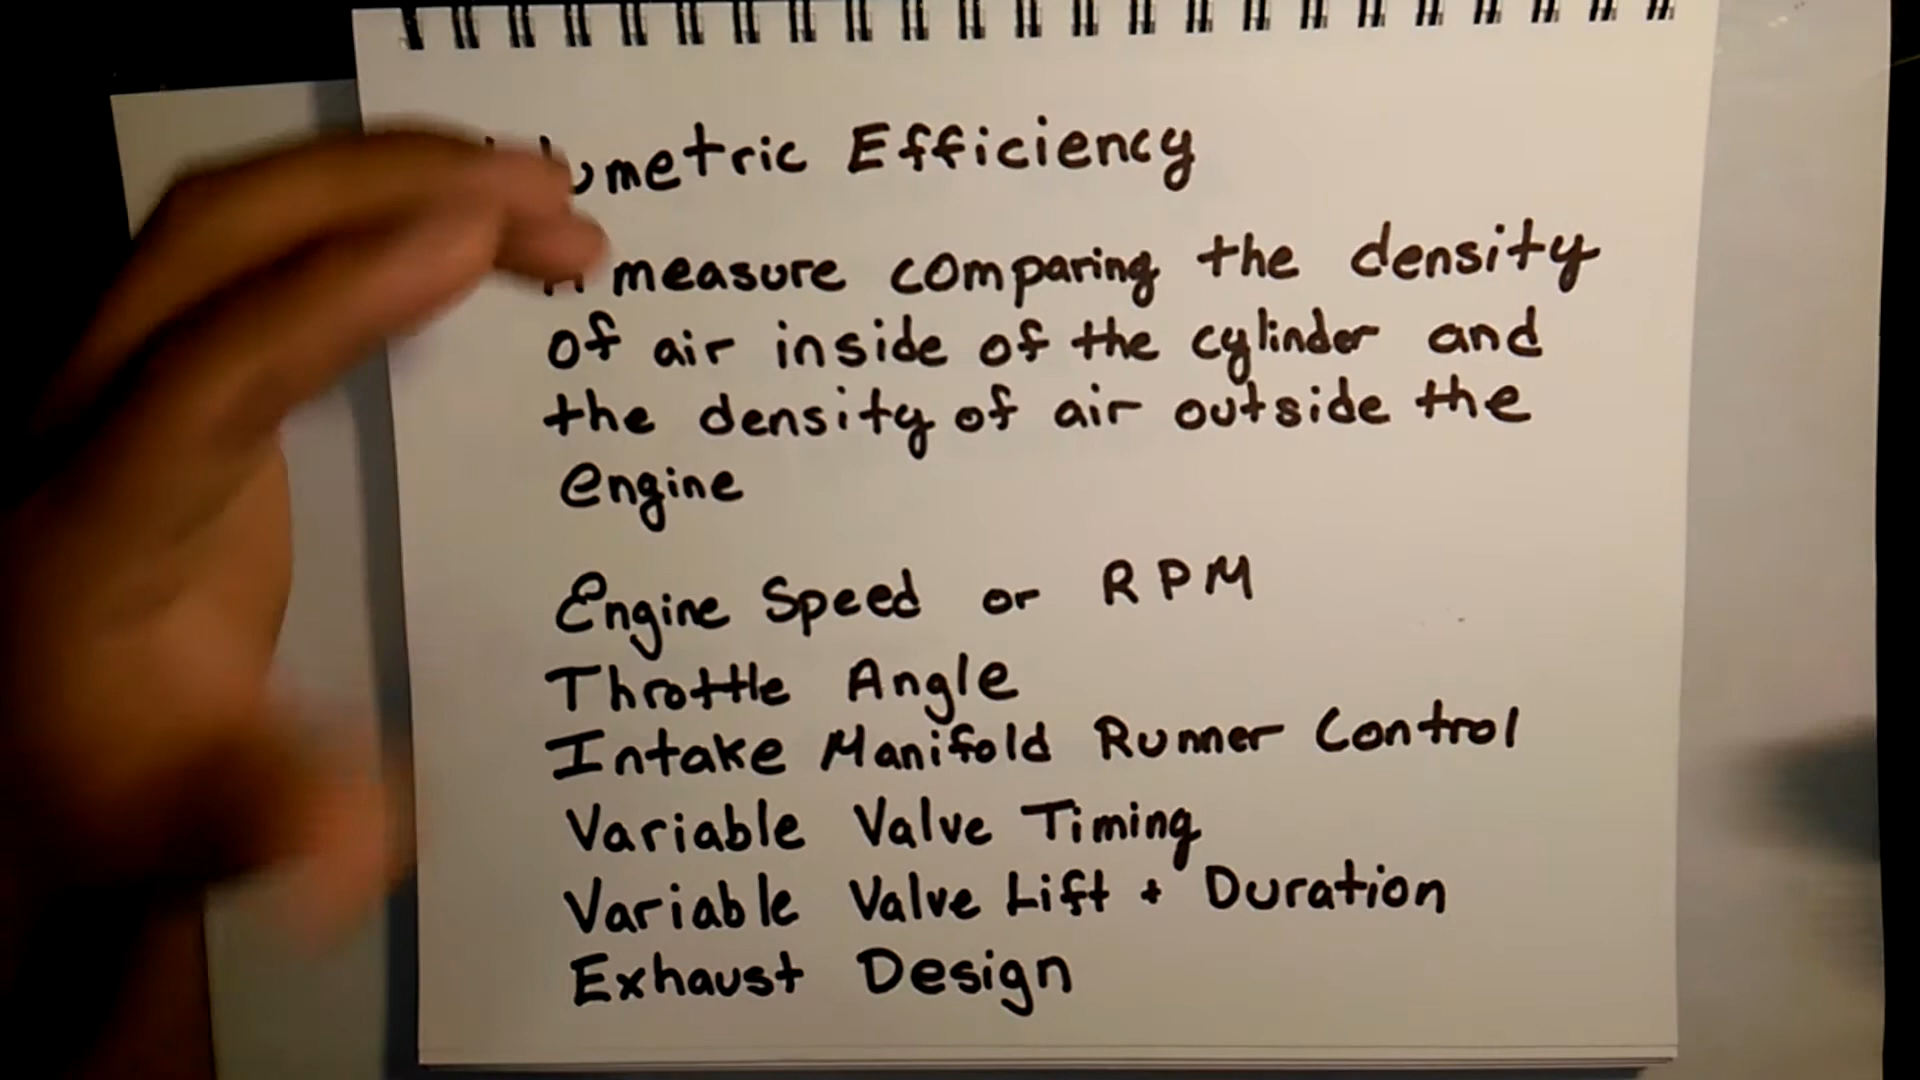 Volumetric Efficiency
A measure comparing the density
of air inside of the cylinder and
the density of air outside the
engine
Engine Speed or RPM
Throttle Angle
Intake Manifold Runner Control
Variable Valve Timing
Variable Valve Lift + Duration
Exhaust Design